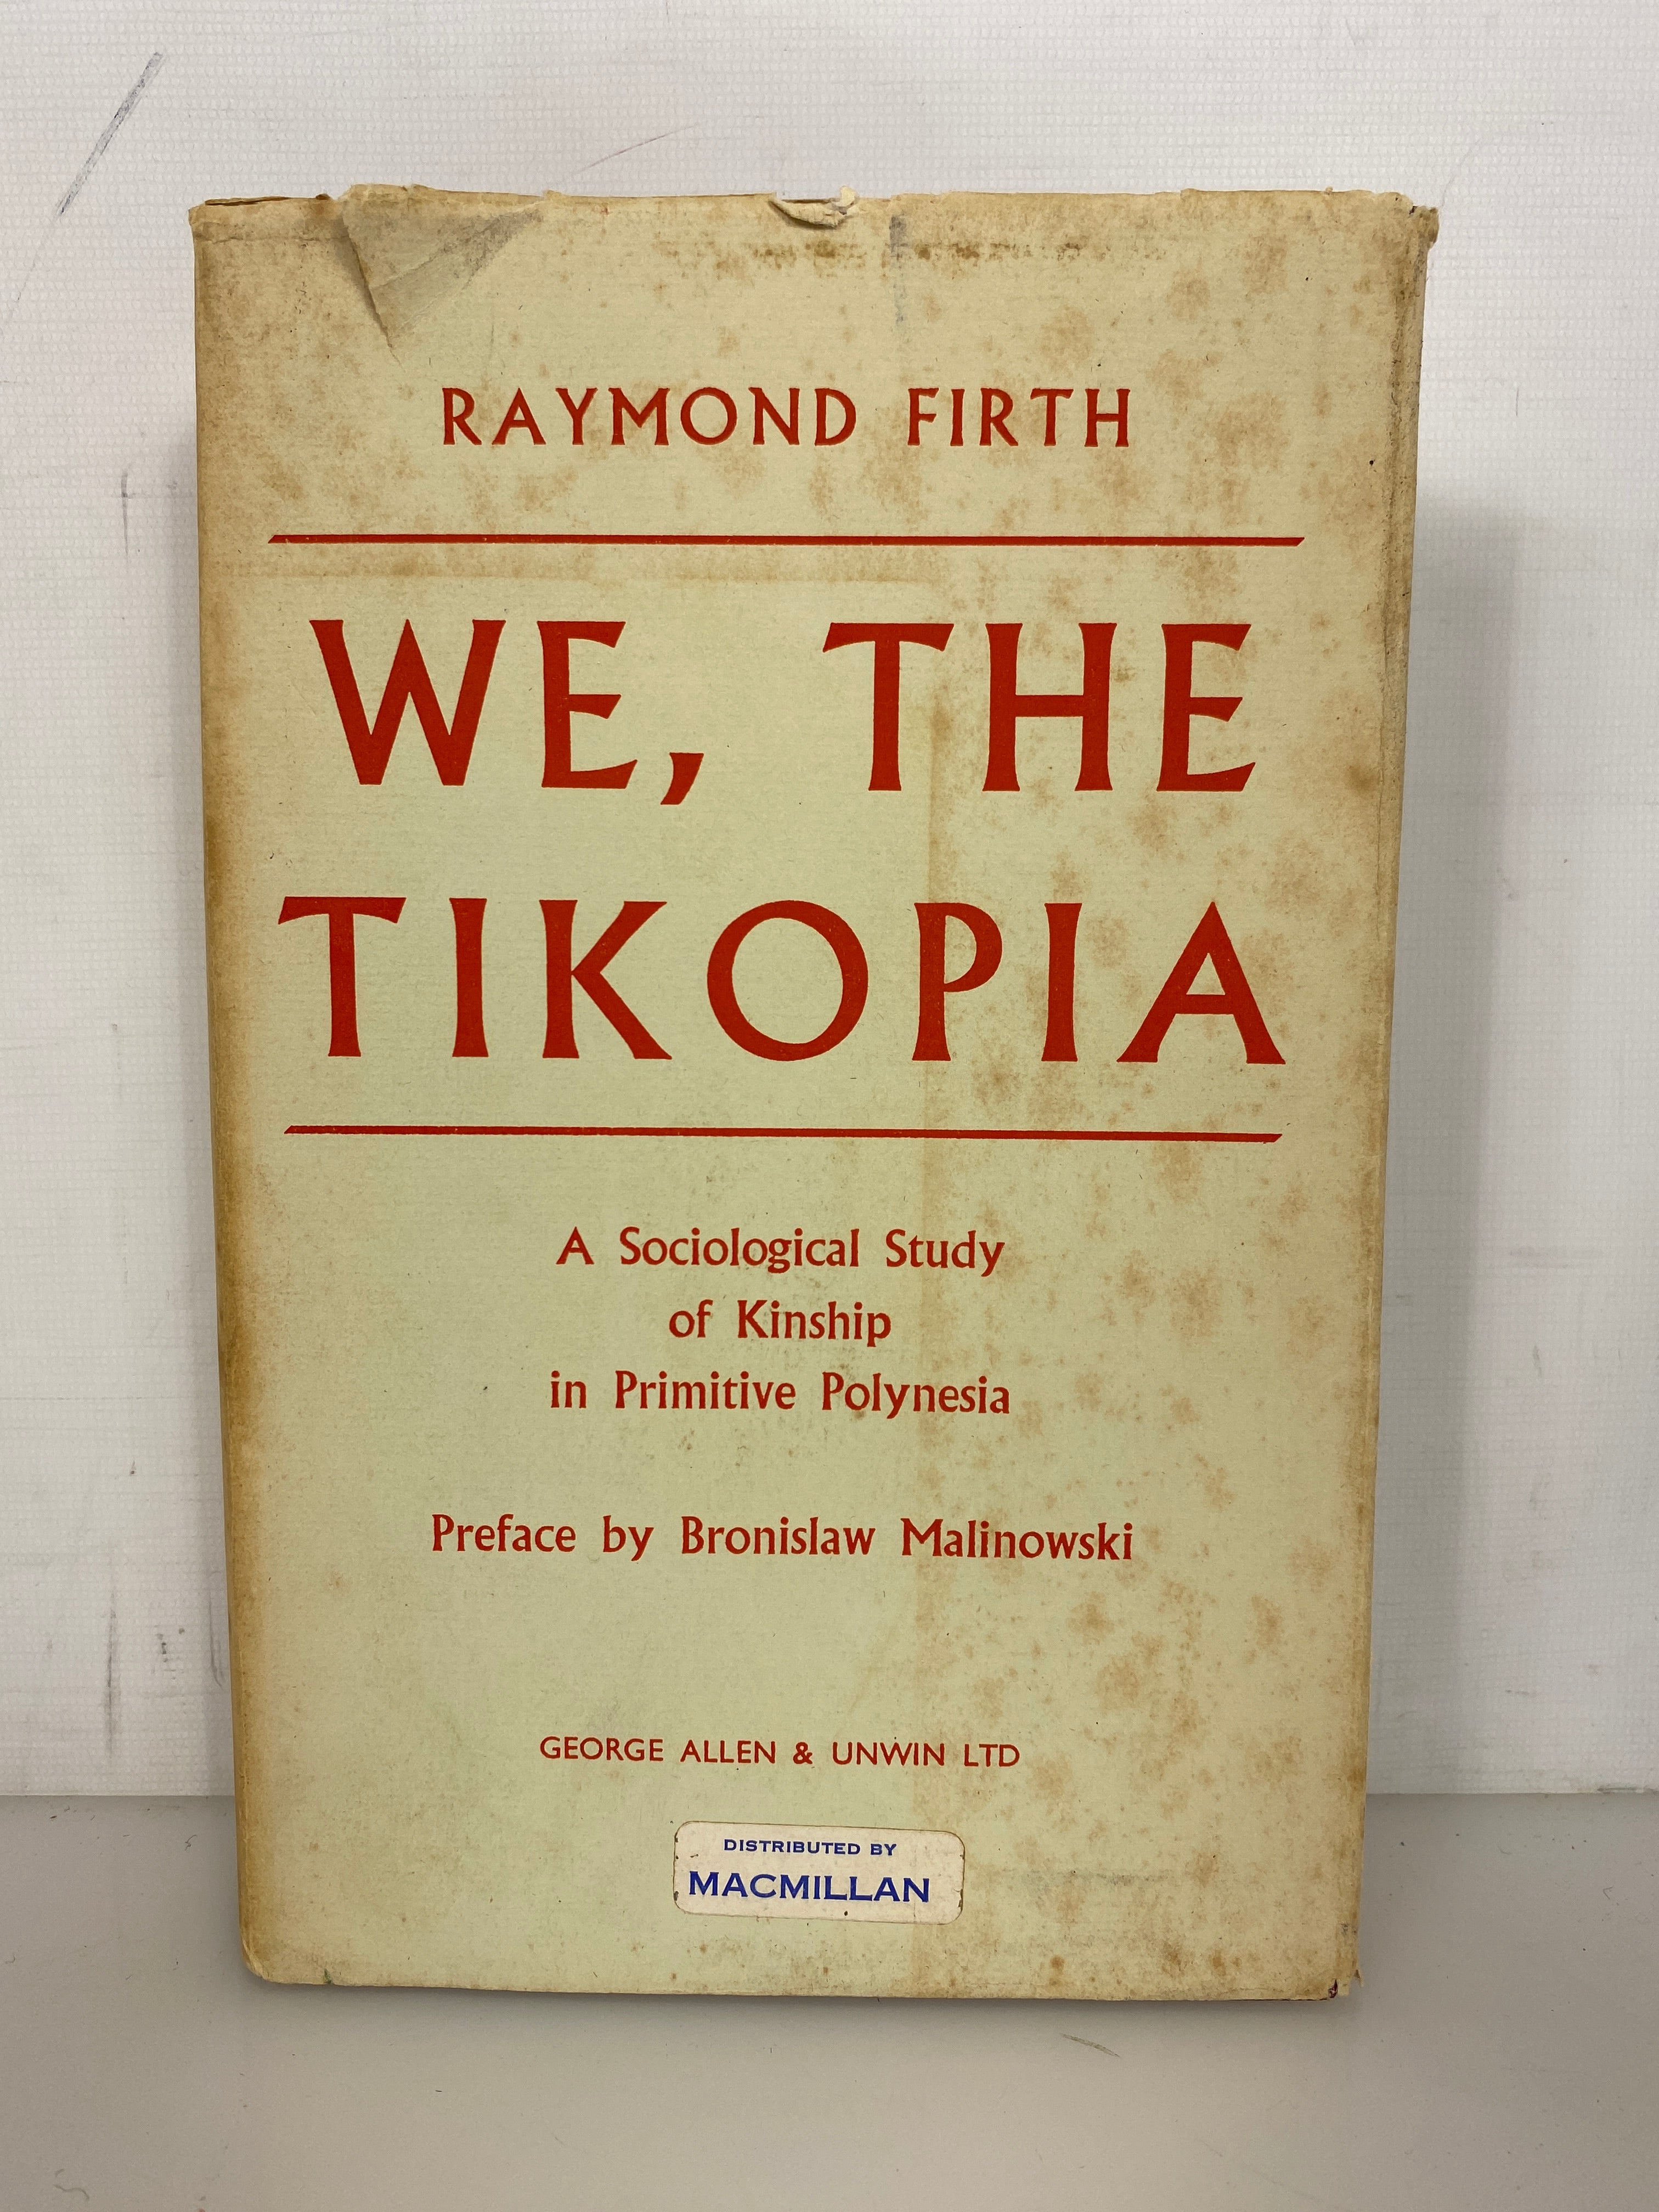 RAYMOND FIRTH
WE, THE
TIKOPIA
A Sociological Study
of Kinship
in Primitive Polynesia
Preface by Bronislaw Malinowski
GEORGE ALLEN & UNWIN LTD
DISTRIBUTED BY
MACMILLAN